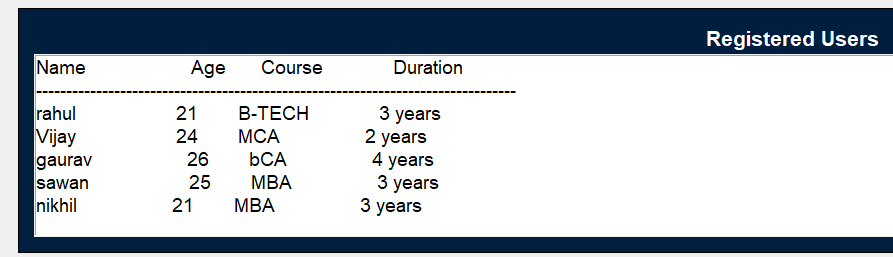 Registered Users
Name Age Course Duration
--------------------------------------------------------------------------------
rahul 21 B-TECH 3 years
Vijay 24 MCA 2 years
gaurav 26 bCA 4 years
sawan 25 MBA 3 years
nikhil 21 MBA 3 years